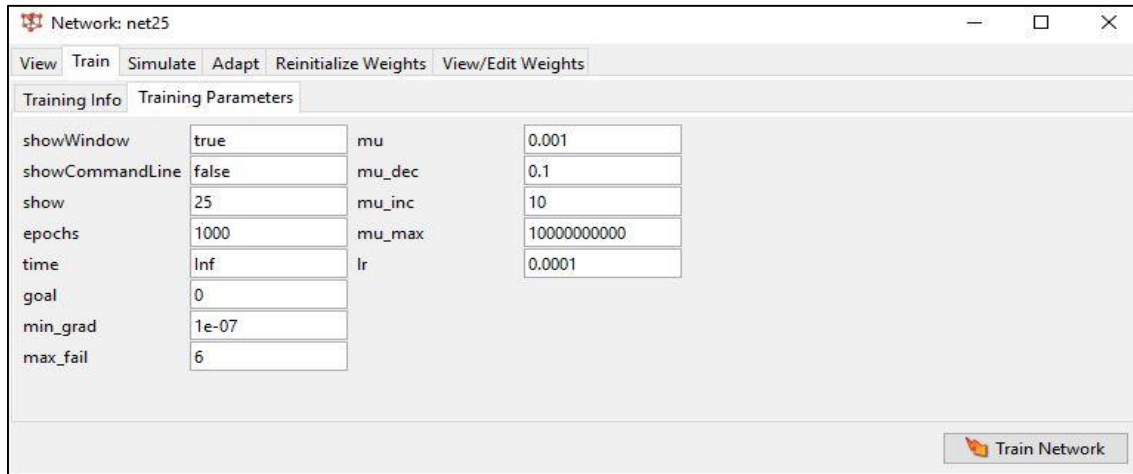 Network: net25
View Train Simulate Adapt Reinitialize Weights View/Edit Weights
Training Info Training Parameters
showWindow true mu 0.001
showCommandLine false mu_dec 0.1
show 25 mu_inc 10
epochs 1000 mu_max 10000000000
time Inf lr 0.0001
goal 0
min_grad 1e-07
max_fail 6
Train Network